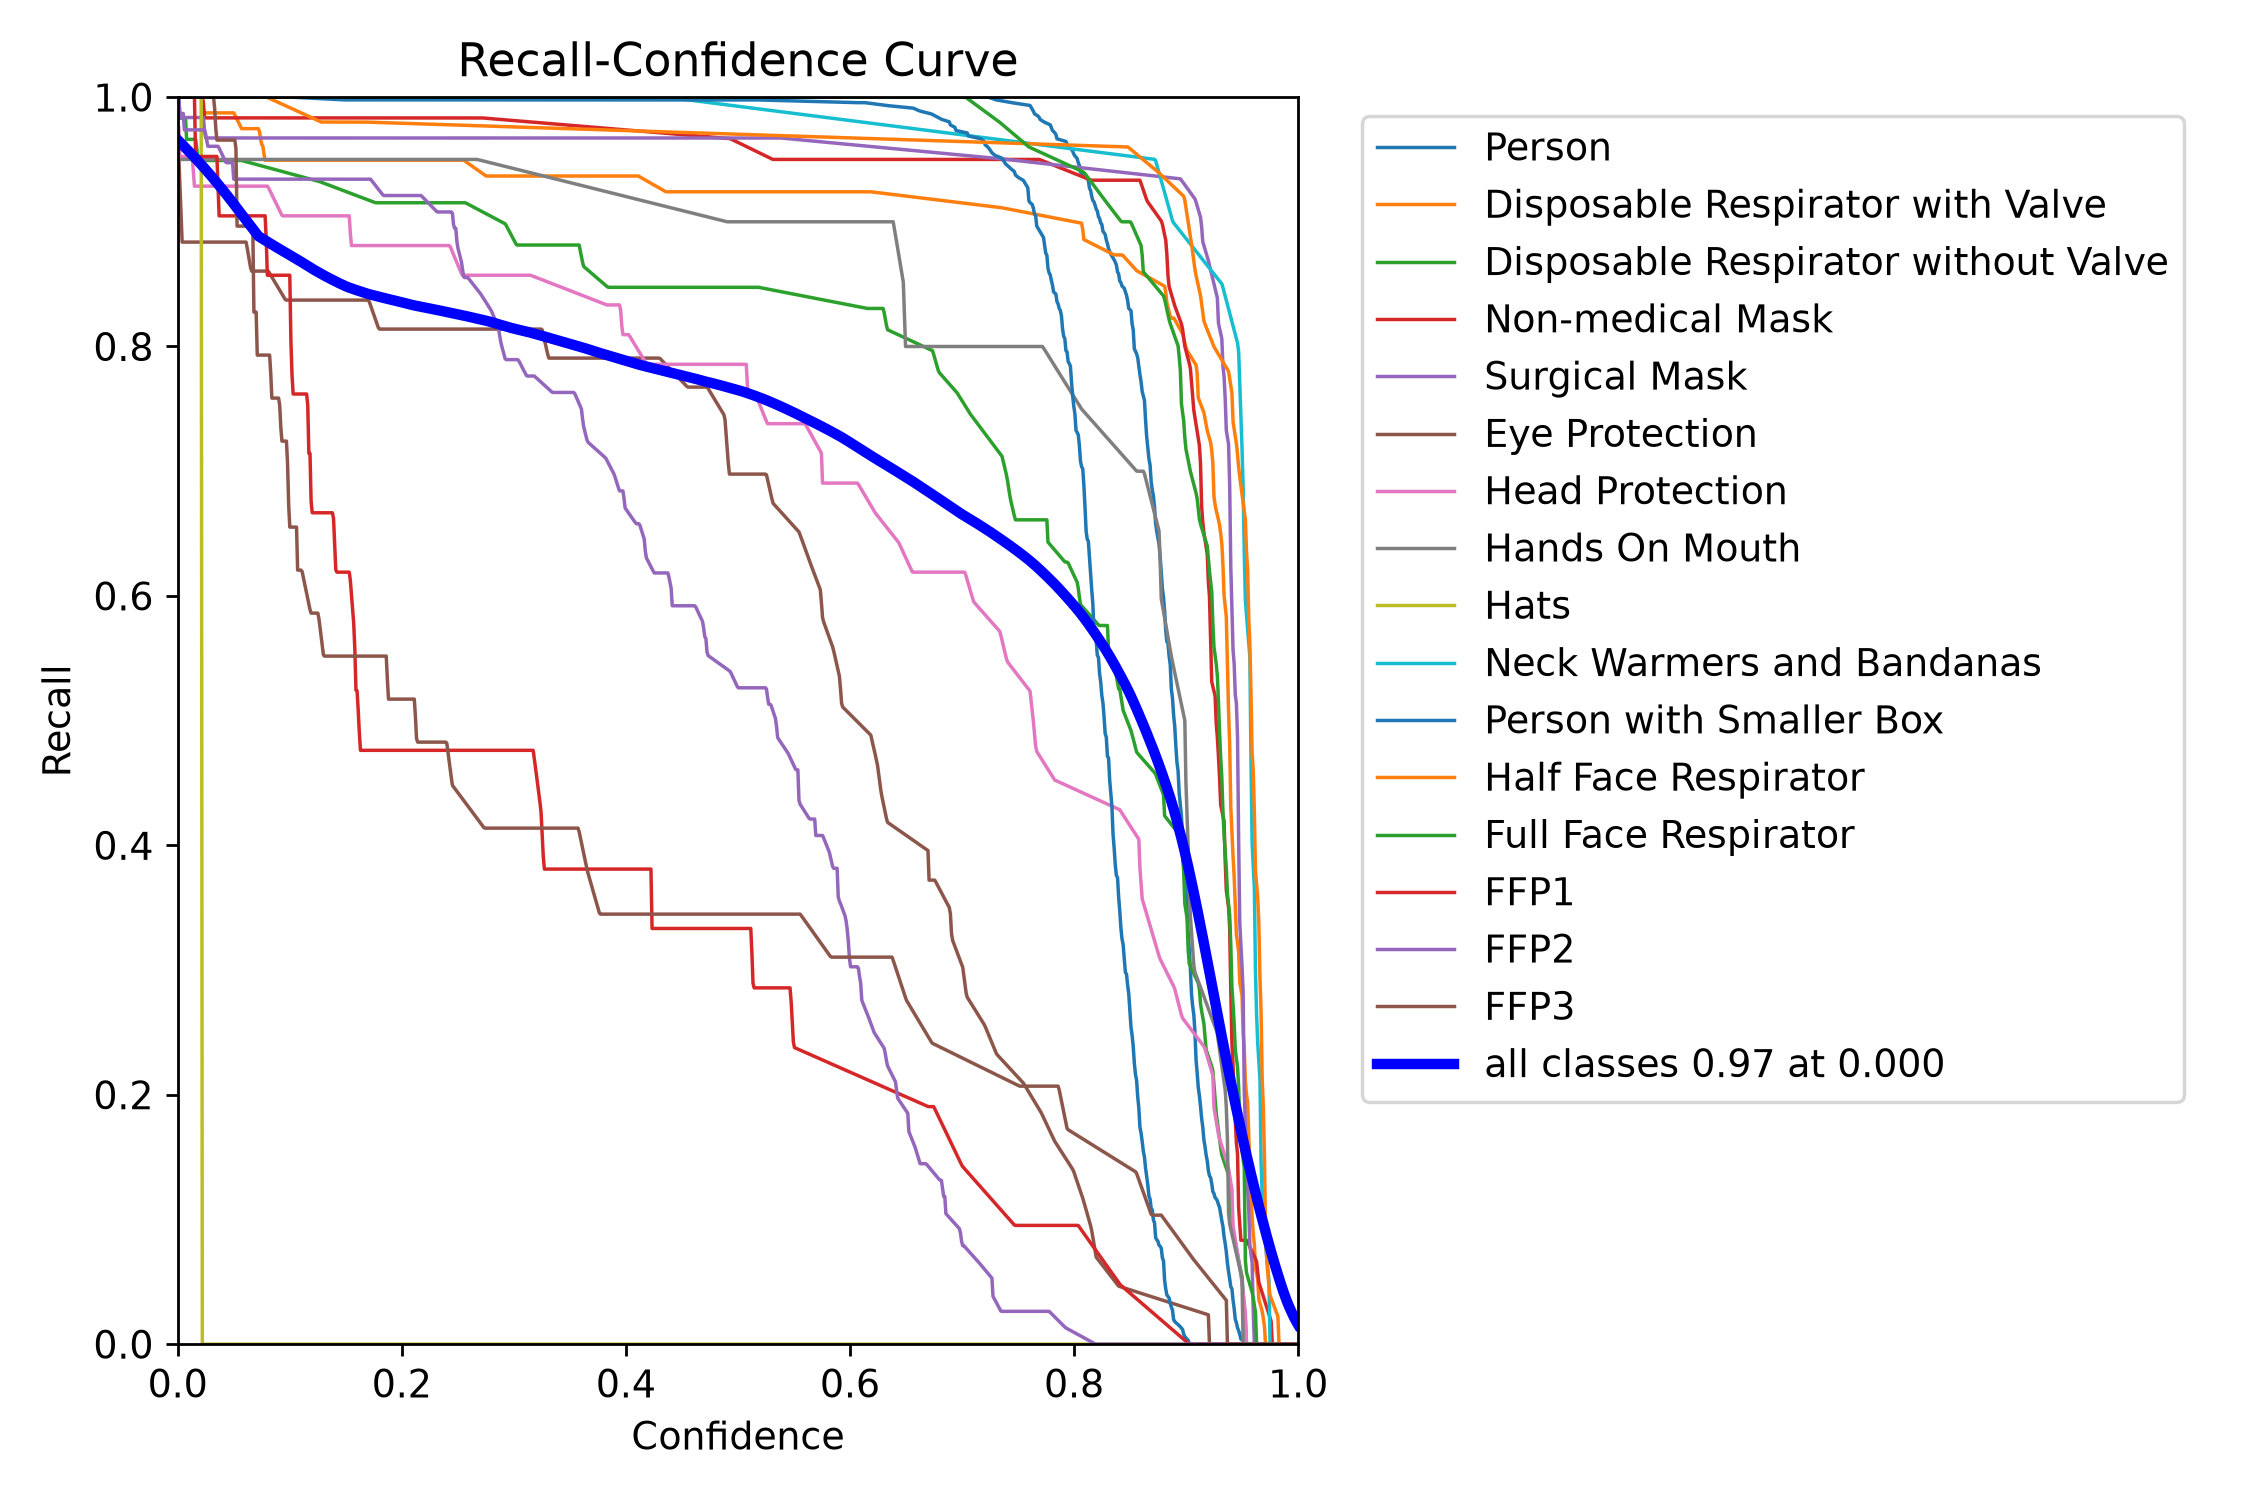 Recall-Confidence Curve
1.0
0.8
0.6
0.4
0.2
0.0
Recall
0.0 0.2 0.4 0.6 0.8 1.0
Confidence
Person
Disposable Respirator with Valve
Disposable Respirator without Valve
Non-medical Mask
Surgical Mask
Eye Protection
Head Protection
Hands On Mouth
Hats
Neck Warmers and Bandanas
Person with Smaller Box
Half Face Respirator
Full Face Respirator
FFP1
FFP2
FFP3
all classes 0.97 at 0.000